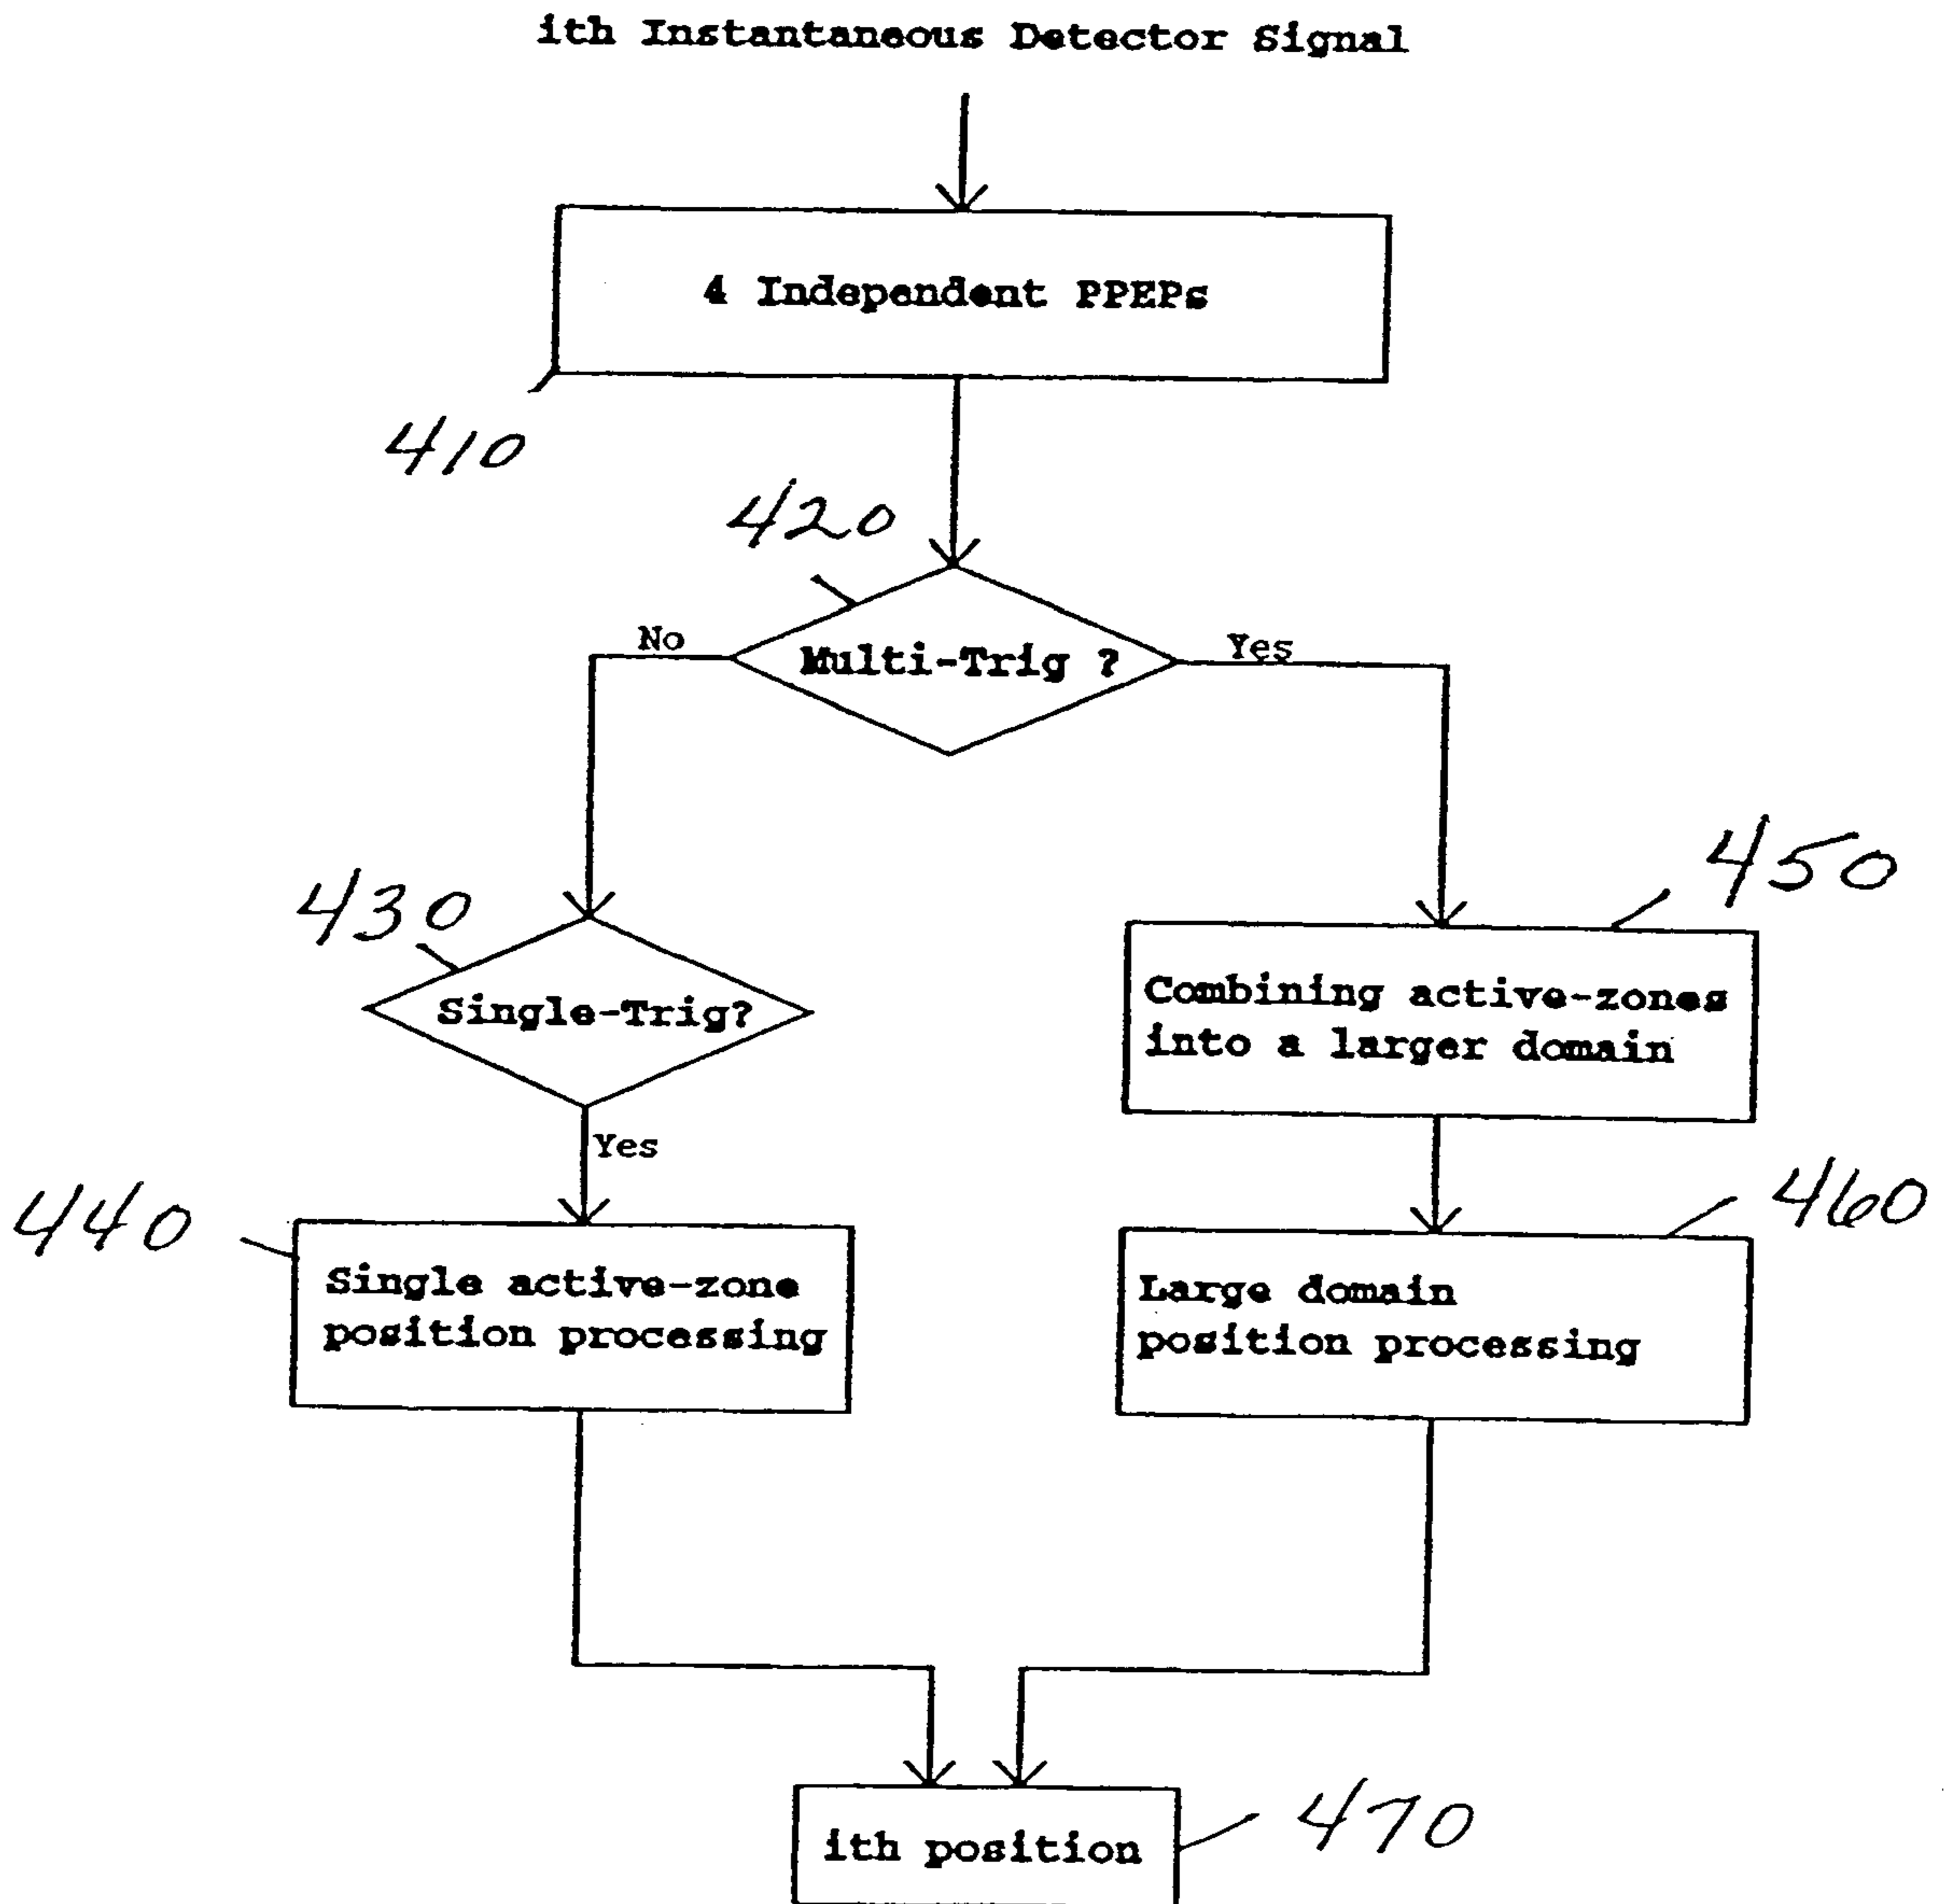 ith Instantaneous Detector Signal
4 Independent PPEPs
410
420
No
Multi-Trig ?
Yes
430
450
Single-Trig?
Combining active-zones
into a larger domain
Yes
440
460
Single active-zone
position processing
Large domain
position processing
ith position
470